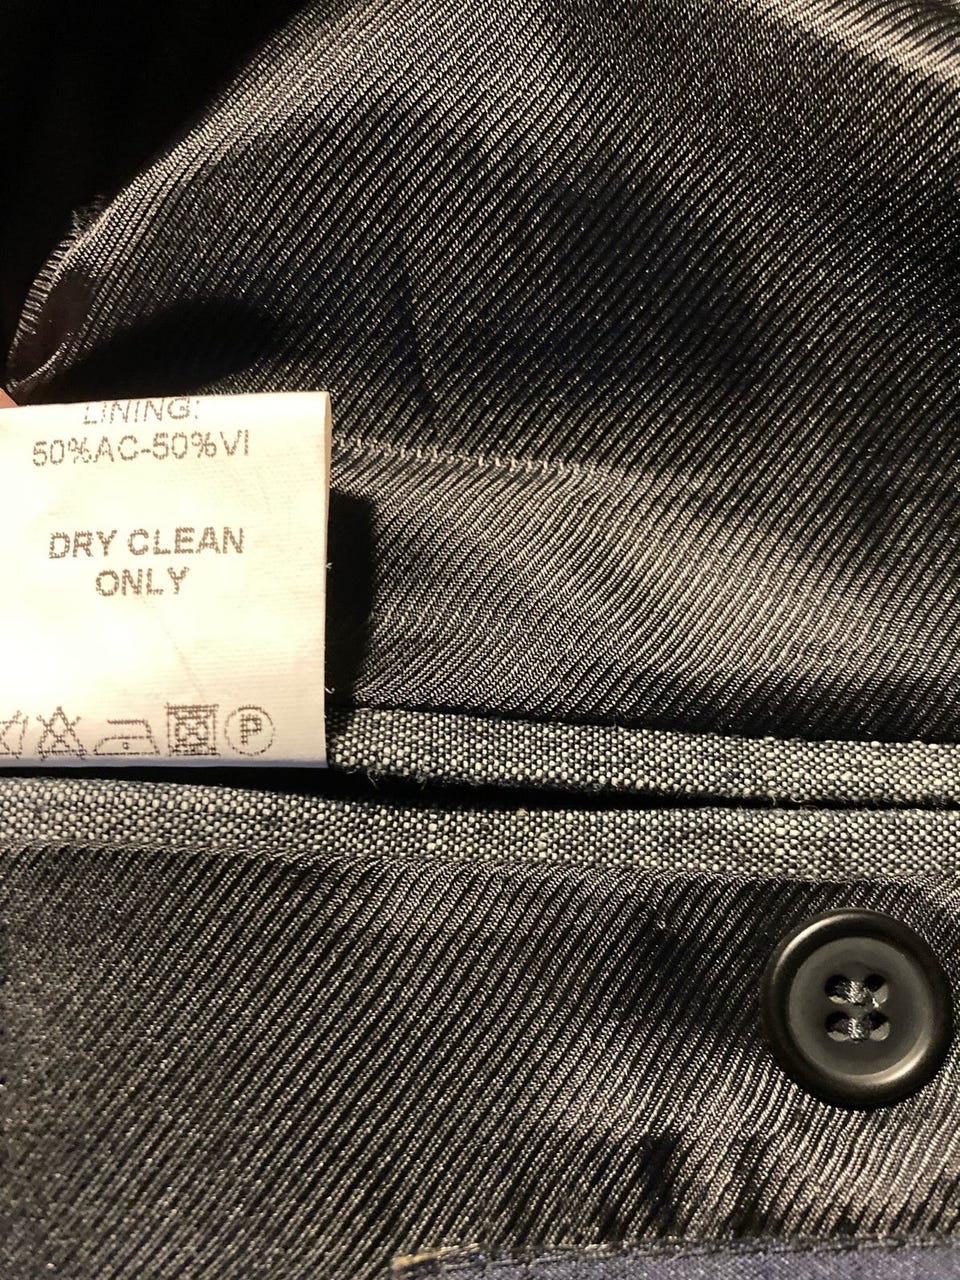 LINING:
50%AC-50%VI
DRY CLEAN
ONLY
P